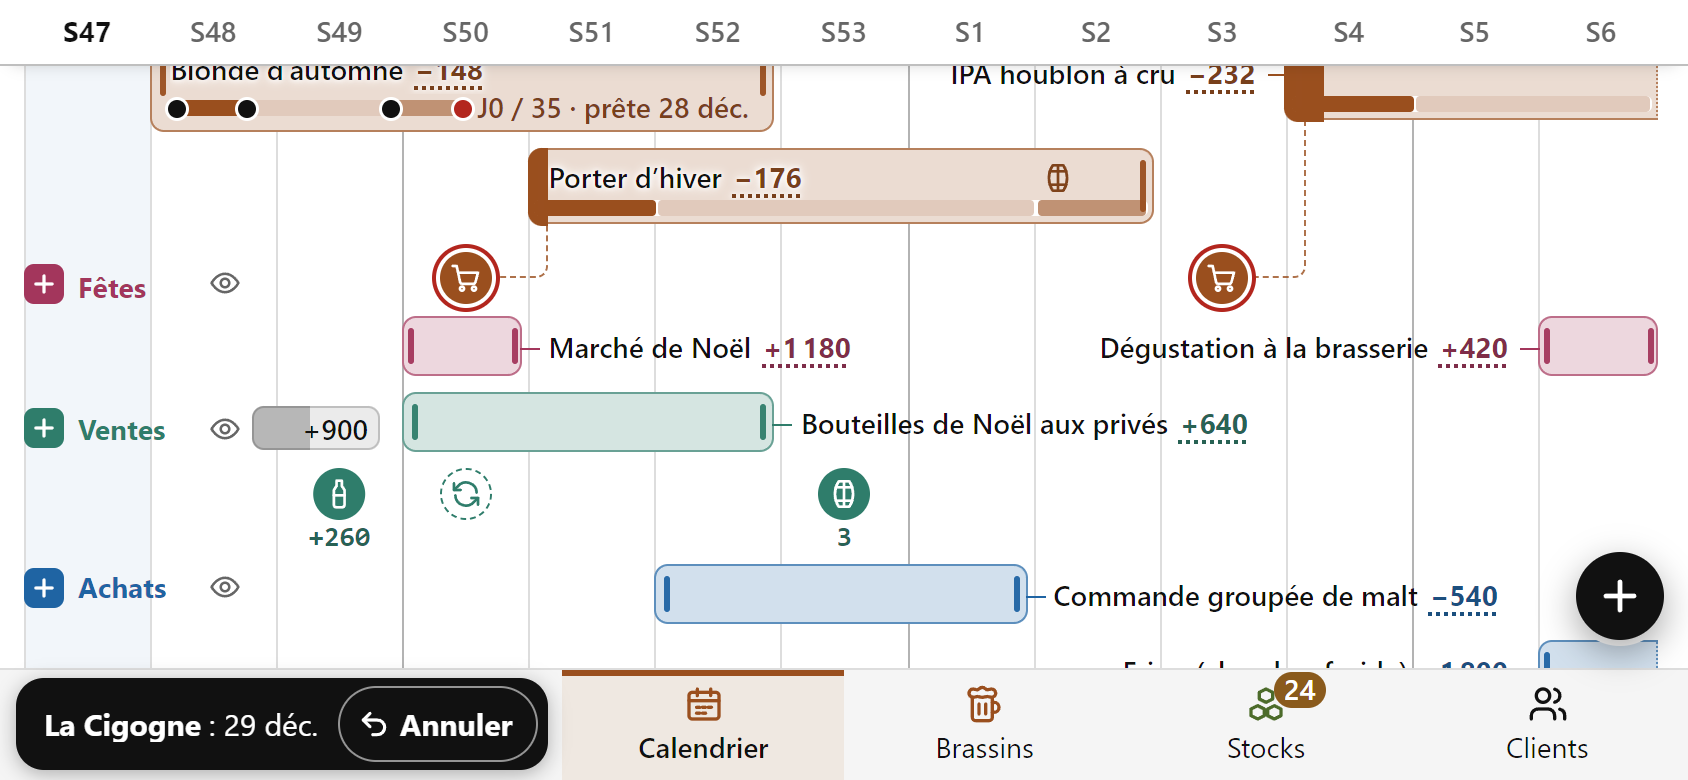 S47 S48 S49 S50 S51 S52 S53 S1 S2 S3 S4 S5 S6
Blonde d'automne −148
IPA houblon à cru −232
J0 / 35 · prête 28 déc.
Porter d’hiver −176
Fêtes
Marché de Noël +1 180
Dégustation à la brasserie +420
Ventes
+900
Bouteilles de Noël aux privés +640
+260
3
Achats
Commande groupée de malt −540
La Cigogne : 29 déc.
Annuler
Calendrier
Brassins
24
Stocks
Clients